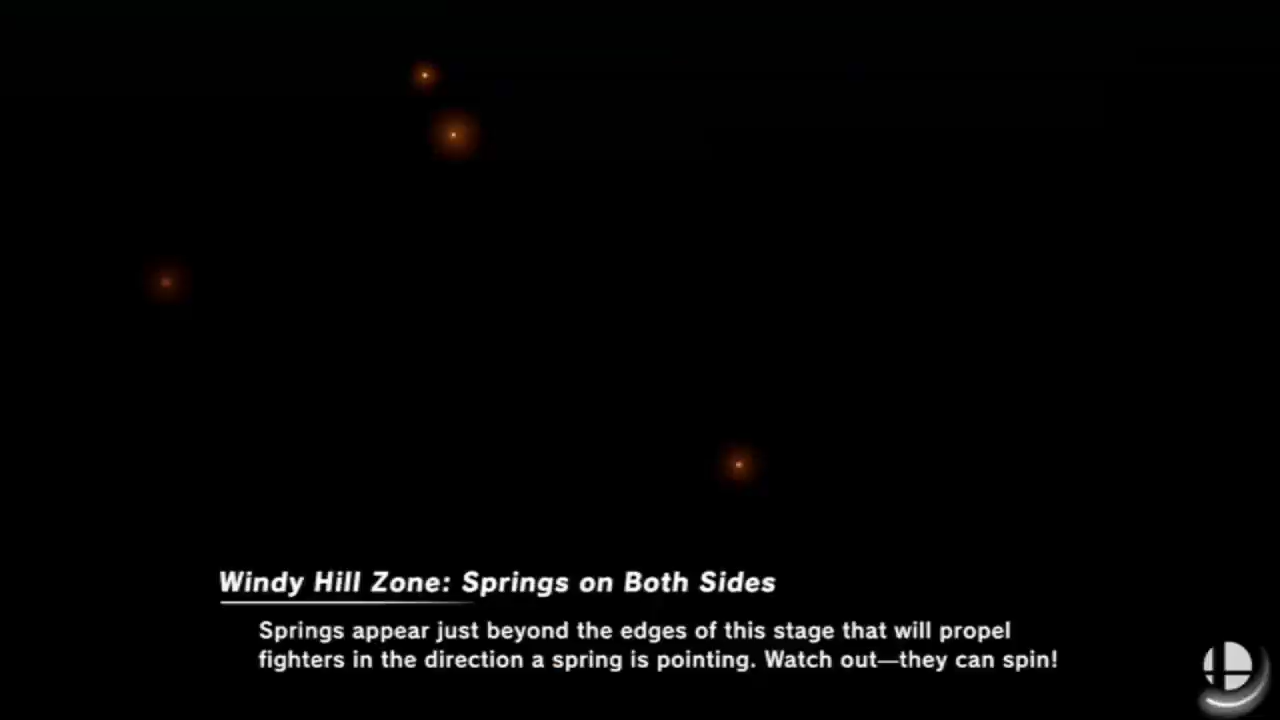 Windy Hill Zone: Springs on Both Sides
Springs appear just beyond the edges of this stage that will propel
fighters in the direction a spring is pointing. Watch out—they can spin!